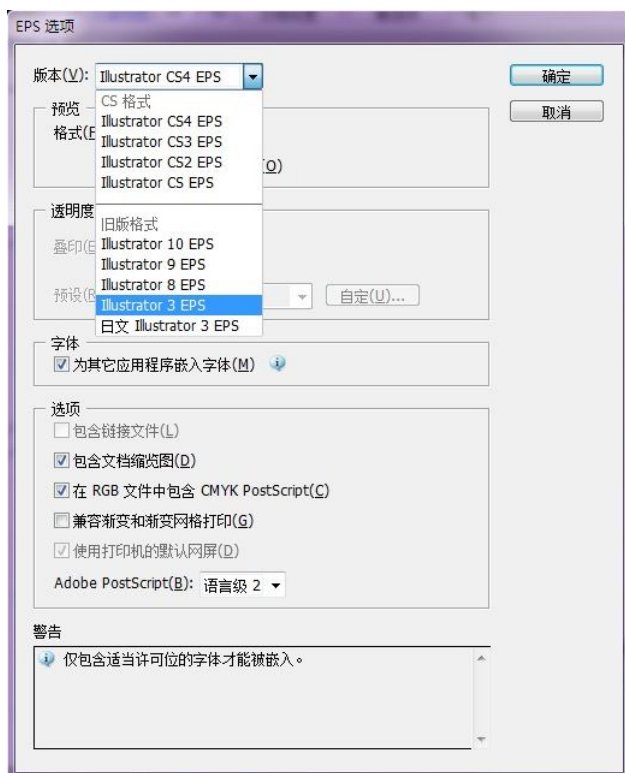 EPS 选项
版本(V): Illustrator CS4 EPS
确定
CS 格式
预览
取消
Illustrator CS4 EPS
格式(F
Illustrator CS3 EPS
Illustrator CS2 EPS
(O)
Illustrator CS EPS
透明度
旧版格式
叠印(E
Illustrator 10 EPS
Illustrator 9 EPS
Illustrator 8 EPS
预设(R
Illustrator 3 EPS
自定(U)...
日文 Illustrator 3 EPS
字体
为其它应用程序嵌入字体(M)
选项
包含链接文件(L)
包含文档缩览图(D)
在 RGB 文件中包含 CMYK PostScript(C)
兼容渐变和渐变网格打印(G)
使用打印机的默认网屏(D)
Adobe PostScript(B): 语言级 2
警告
仅包含适当许可位的字体才能被嵌入。